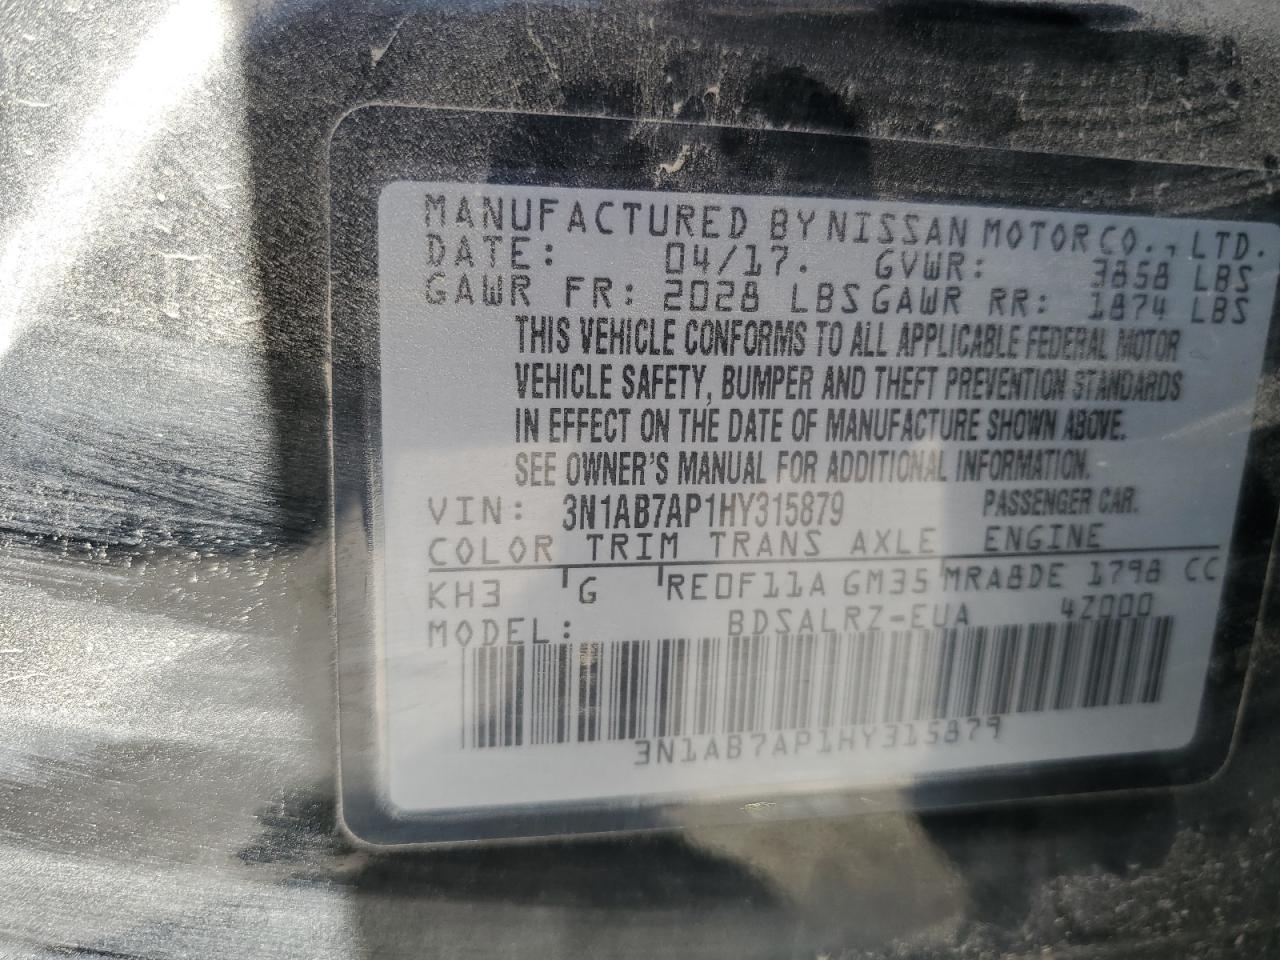 MANUFACTURED BY NISSAN MOTOR CO., LTD.
DATE: 04/17. GVWR: 3858 LBS
GAWR FR: 2028 LBS GAWR RR: 1874 LBS
THIS VEHICLE CONFORMS TO ALL APPLICABLE FEDERAL MOTOR
VEHICLE SAFETY, BUMPER AND THEFT PREVENTION STANDARDS
IN EFFECT ON THE DATE OF MANUFACTURE SHOWN ABOVE.
SEE OWNER'S MANUAL FOR ADDITIONAL INFORMATION.
VIN: 3N1AB7AP1HY315879 PASSENGER CAR.
COLOR TRIM TRANS AXLE ENGINE
KH3 G RE0F11A GM35 MRA8DE 1798 CC
MODEL: BDSALRZ-EUA 4Z000
3N1AB7AP1HY315879